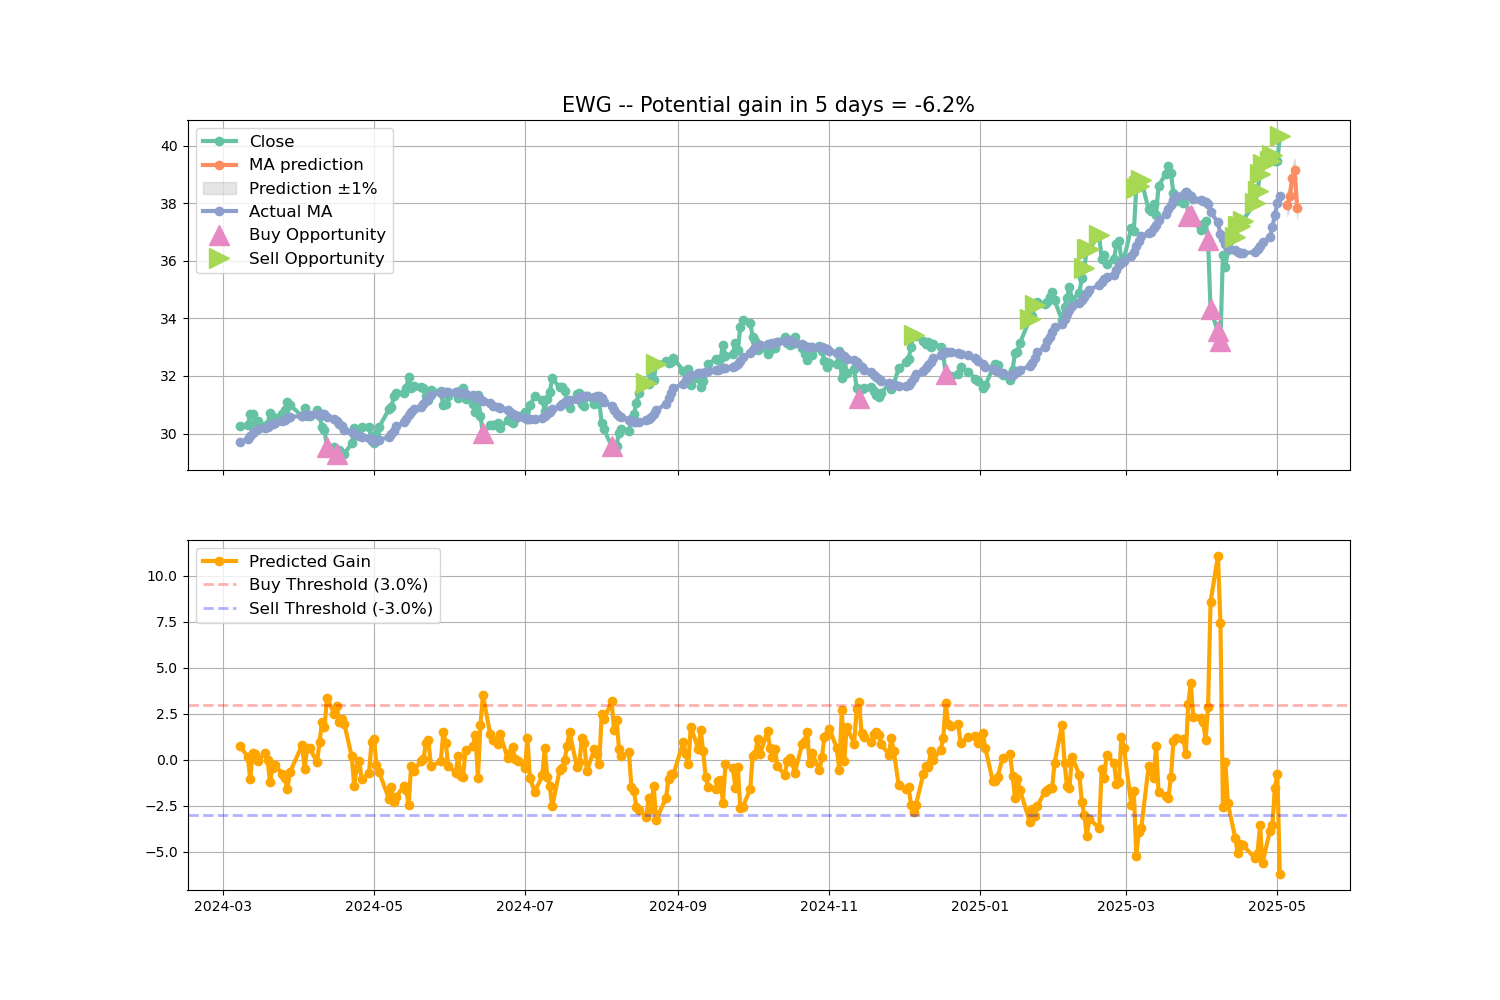 EWG -- Potential gain in 5 days = -6.2%
40
38
36
34
32
30
Close
MA prediction
Prediction ±1%
Actual MA
Buy Opportunity
Sell Opportunity
10.0
7.5
5.0
2.5
0.0
−2.5
−5.0
Predicted Gain
Buy Threshold (3.0%)
Sell Threshold (-3.0%)
2024-03
2024-05
2024-07
2024-09
2024-11
2025-01
2025-03
2025-05